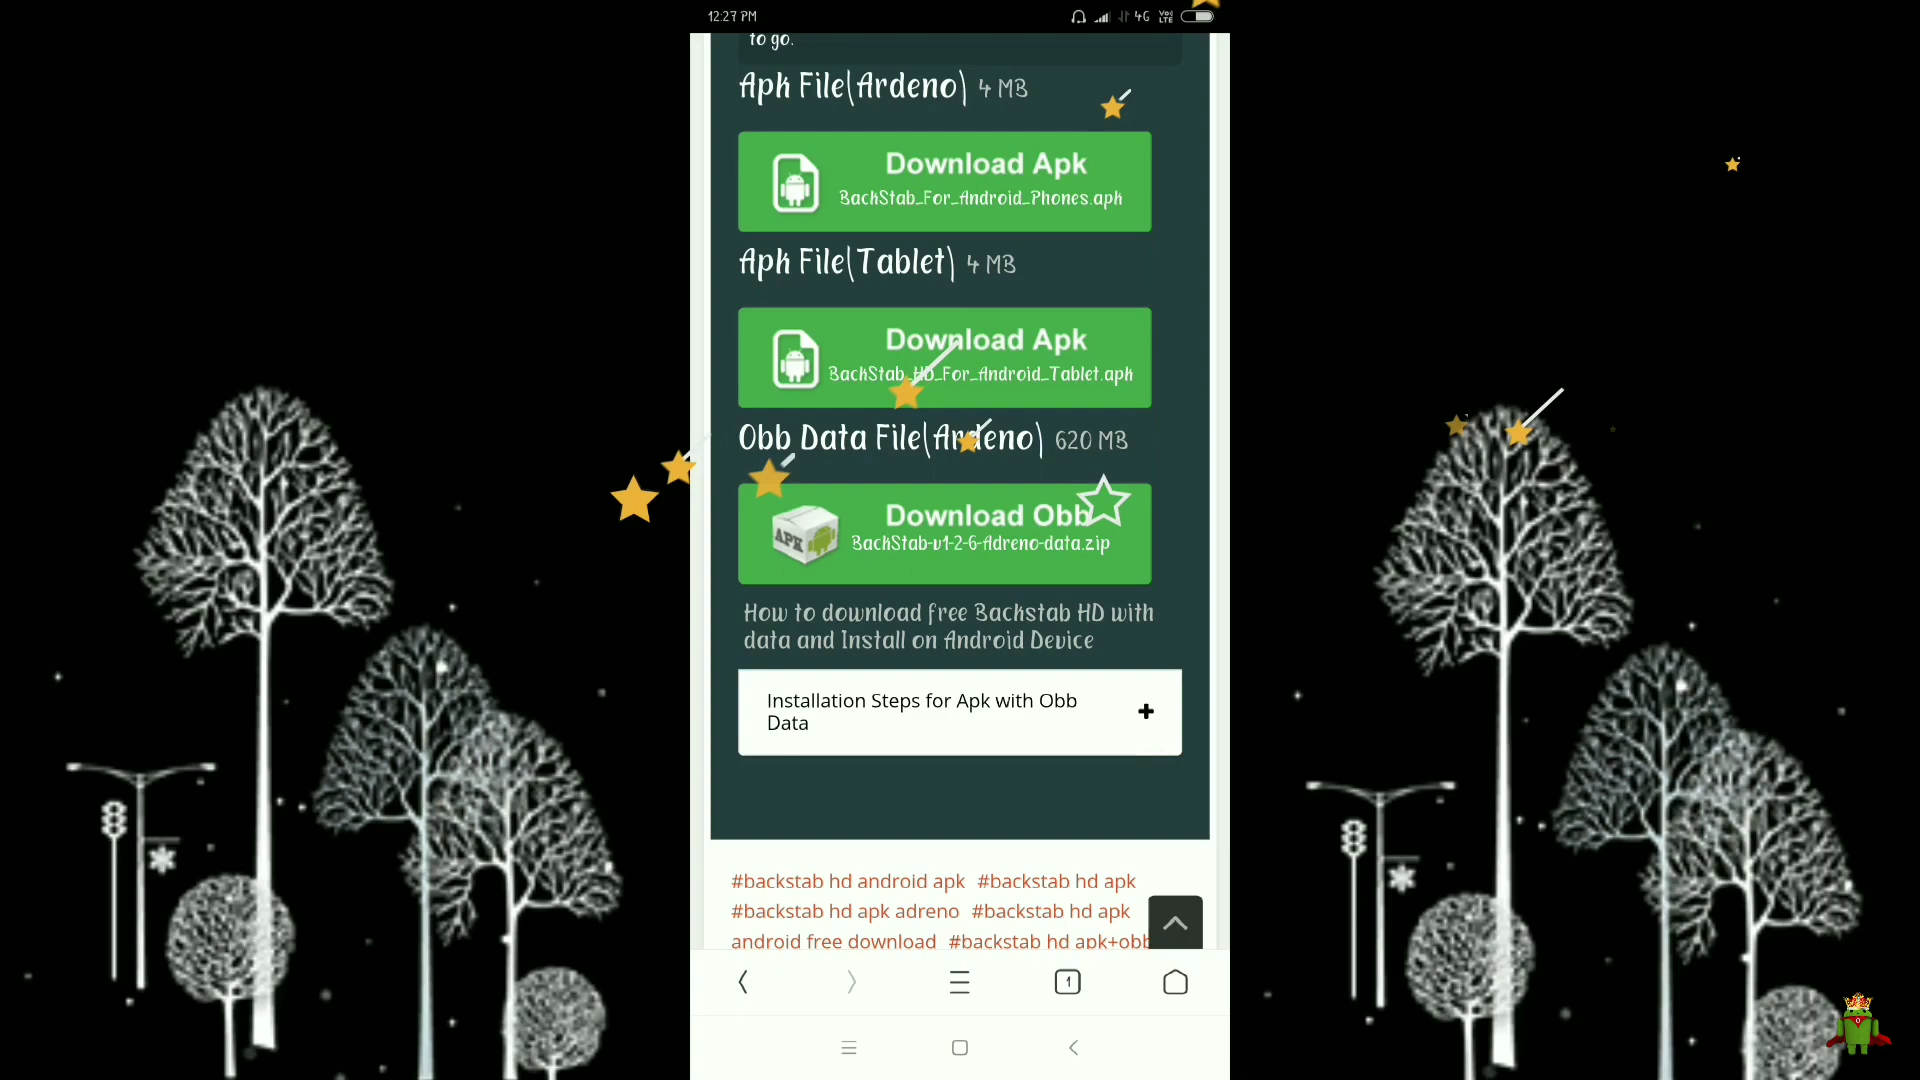 12:27 PM
4G VoLTE
to go.
Apk File(Ardeno) 4 MB
Download Apk
BackStab_For_Android_Phones.apk
Apk File(Tablet) 4 MB
Download Apk
BackStab_HD_For_Android_Tablet.apk
Obb Data File(Ardeno) 620 MB
Download Obb
APK
BackStab-v1-2-6-Adreno-data.zip
How to download free Backstab HD with
data and Install on Android Device
Installation Steps for Apk with Obb
Data
#backstab hd android apk #backstab hd apk
#backstab hd apk adreno #backstab hd apk
android free download #backstab hd apk+obb
1